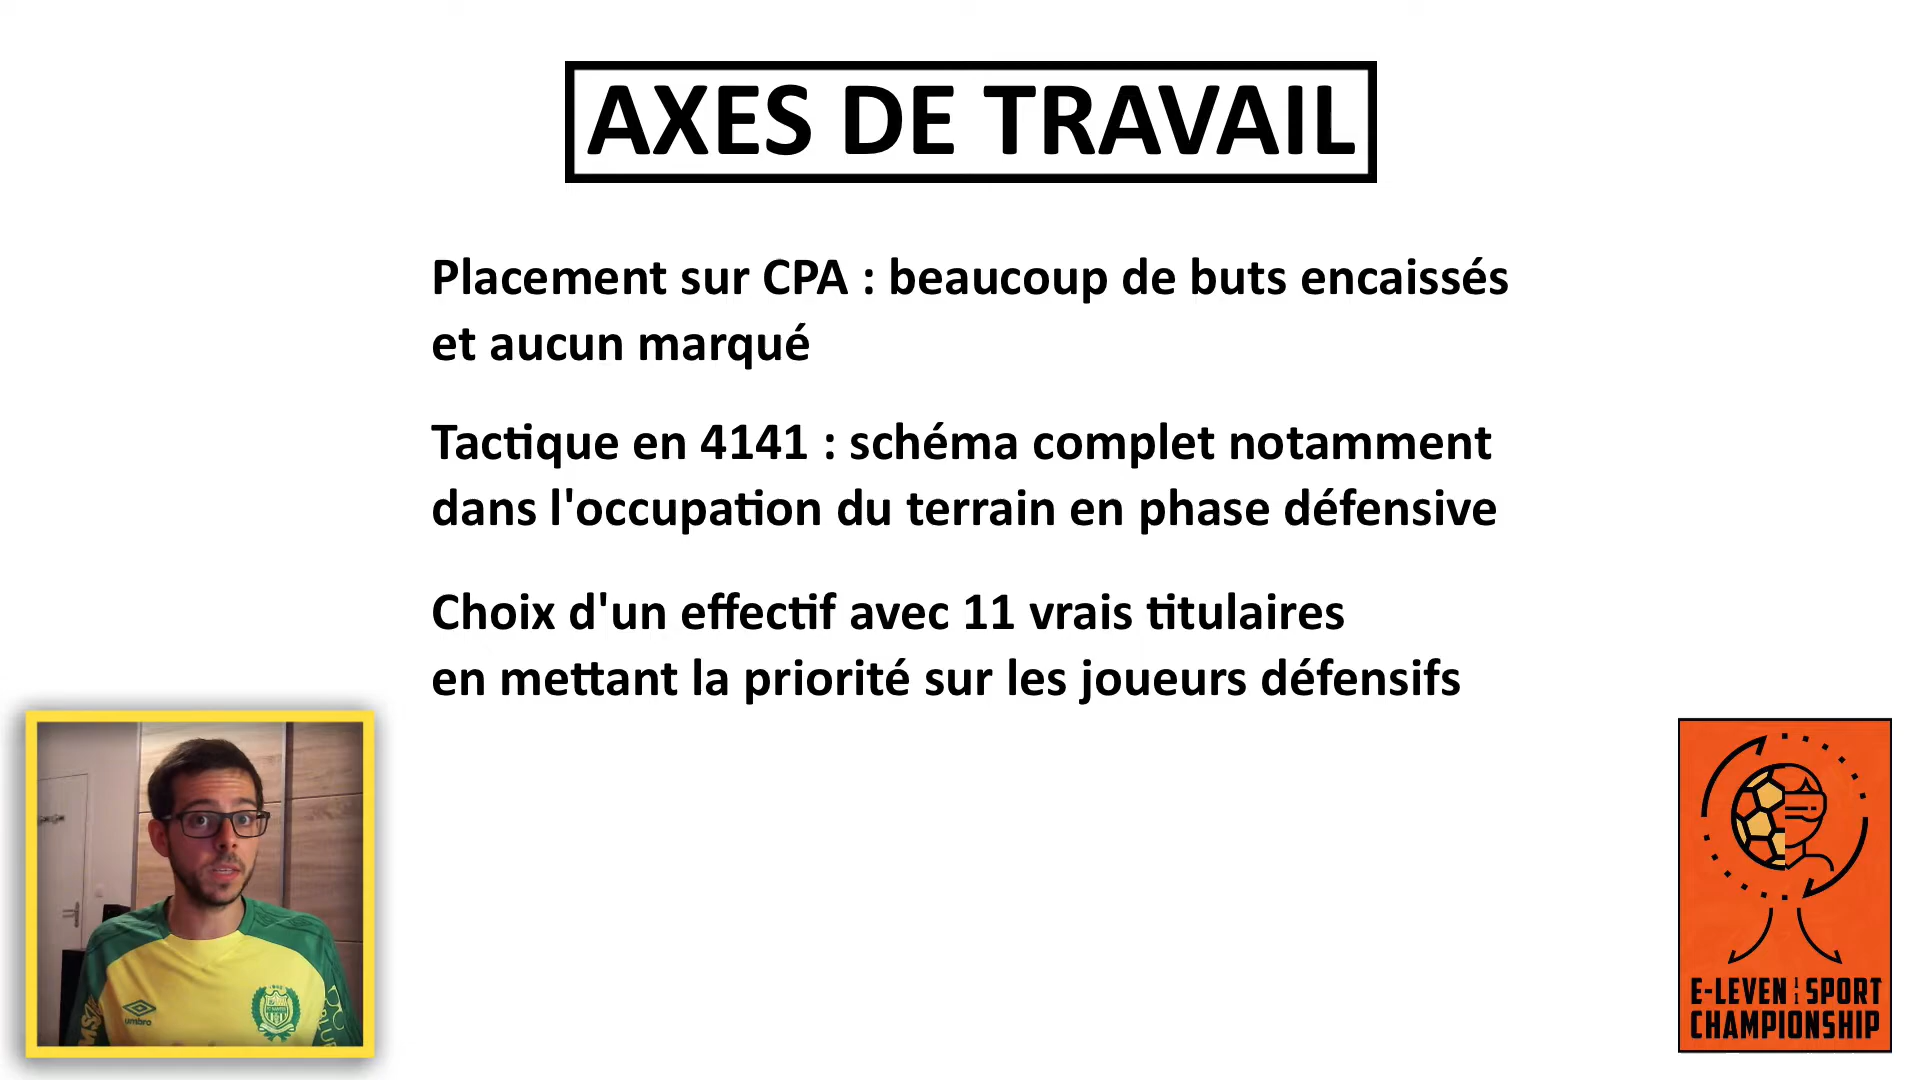 AXES DE TRAVAIL
Placement sur CPA : beaucoup de buts encaissés
et aucun marqué
Tactique en 4141 : schéma complet notamment
dans l'occupation du terrain en phase défensive
Choix d'un effectif avec 11 vrais titulaires
en mettant la priorité sur les joueurs défensifs
umbro
E-LEVEN SPORT
CHAMPIONSHIP